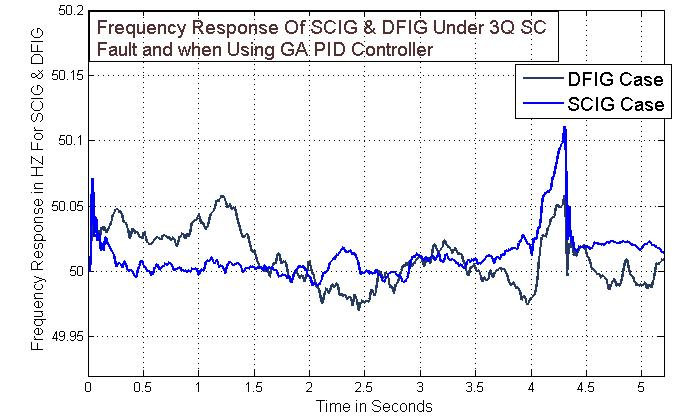 Frequency Response Of SCIG & DFIG Under 3Q SC
Fault and when Using GA PID Controller
DFIG Case
SCIG Case
Frequency Response in HZ For SCIG & DFIG
50.2
50.15
50.1
50.05
50
49.95
0 0.5 1 1.5 2 2.5 3 3.5 4 4.5 5
Time in Seconds